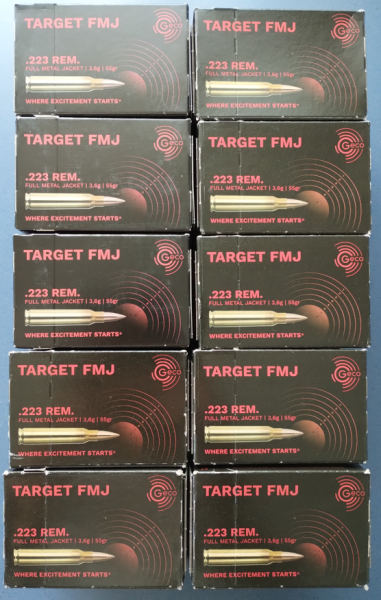 TARGET FMJ
Geco
.223 REM.
FULL METAL JACKET | 3,6g | 55gr
WHERE EXCITEMENT STARTS®
TARGET FMJ
Geco
.223 REM.
FULL METAL JACKET | 3,6g | 55gr
WHERE EXCITEMENT STARTS®
TARGET FMJ
Geco
.223 REM.
FULL METAL JACKET | 3,6g | 55gr
WHERE EXCITEMENT STARTS®
TARGET FMJ
Geco
.223 REM.
FULL METAL JACKET | 3,6g | 55gr
WHERE EXCITEMENT STARTS®
TARGET FMJ
Geco
.223 REM.
FULL METAL JACKET | 3,6g | 55gr
WHERE EXCITEMENT STARTS®
TARGET FMJ
Geco
.223 REM.
FULL METAL JACKET | 3,6g | 55gr
WHERE EXCITEMENT STARTS®
TARGET FMJ
Geco
.223 REM.
FULL METAL JACKET | 3,6g | 55gr
WHERE EXCITEMENT STARTS®
TARGET FMJ
Geco
.223 REM.
FULL METAL JACKET | 3,6g | 55gr
WHERE EXCITEMENT STARTS®
TARGET FMJ
Geco
.223 REM.
FULL METAL JACKET | 3,6g | 55gr
WHERE EXCITEMENT STARTS®
TARGET FMJ
Geco
.223 REM.
FULL METAL JACKET | 3,6g | 55gr
WHERE EXCITEMENT STARTS®